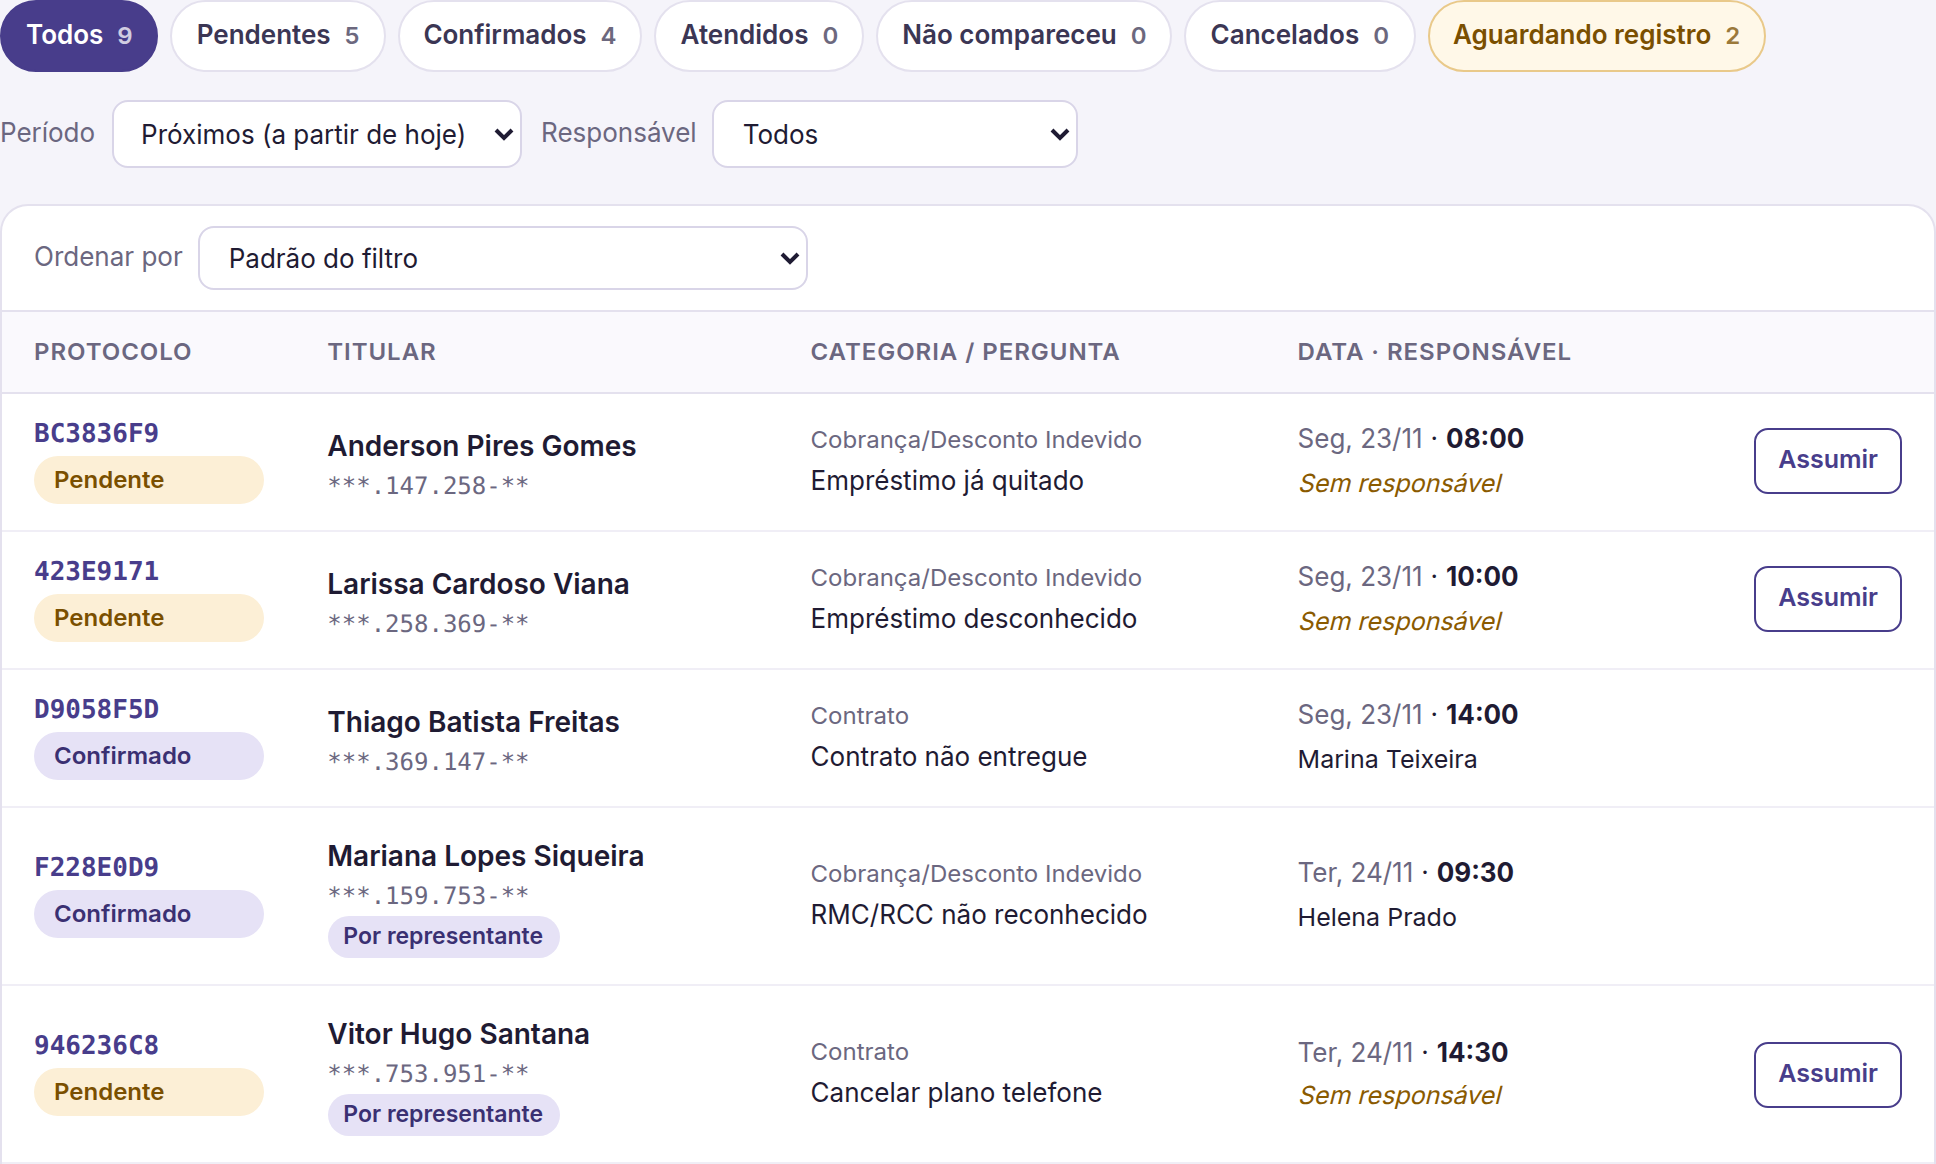 Todos 9 Pendentes 5 Confirmados 4 Atendidos 0 Não compareceu 0 Cancelados 0 Aguardando registro 2
Período Próximos (a partir de hoje) Responsável Todos
Ordenar por Padrão do filtro
PROTOCOLO TITULAR CATEGORIA / PERGUNTA DATA · RESPONSÁVEL
BC3836F9
Pendente
Anderson Pires Gomes
***.147.258-**
Cobrança/Desconto Indevido
Empréstimo já quitado
Seg, 23/11 · 08:00
Sem responsável
Assumir
423E9171
Pendente
Larissa Cardoso Viana
***.258.369-**
Cobrança/Desconto Indevido
Empréstimo desconhecido
Seg, 23/11 · 10:00
Sem responsável
Assumir
D9058F5D
Confirmado
Thiago Batista Freitas
***.369.147-**
Contrato
Contrato não entregue
Seg, 23/11 · 14:00
Marina Teixeira
F228E0D9
Confirmado
Mariana Lopes Siqueira
***.159.753-**
Por representante
Cobrança/Desconto Indevido
RMC/RCC não reconhecido
Ter, 24/11 · 09:30
Helena Prado
946236C8
Pendente
Vitor Hugo Santana
***.753.951-**
Por representante
Contrato
Cancelar plano telefone
Ter, 24/11 · 14:30
Sem responsável
Assumir